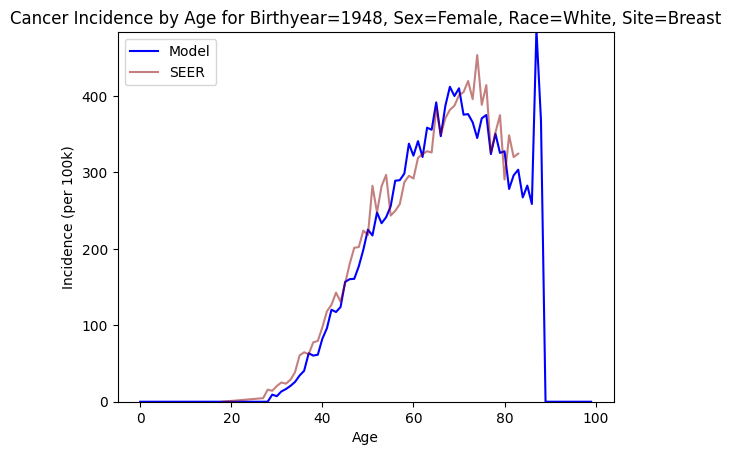 Cancer Incidence by Age for Birthyear=1948, Sex=Female, Race=White, Site=Breast
Model
SEER
Incidence (per 100k)
400
300
200
100
0
0 20 40 60 80 100
Age